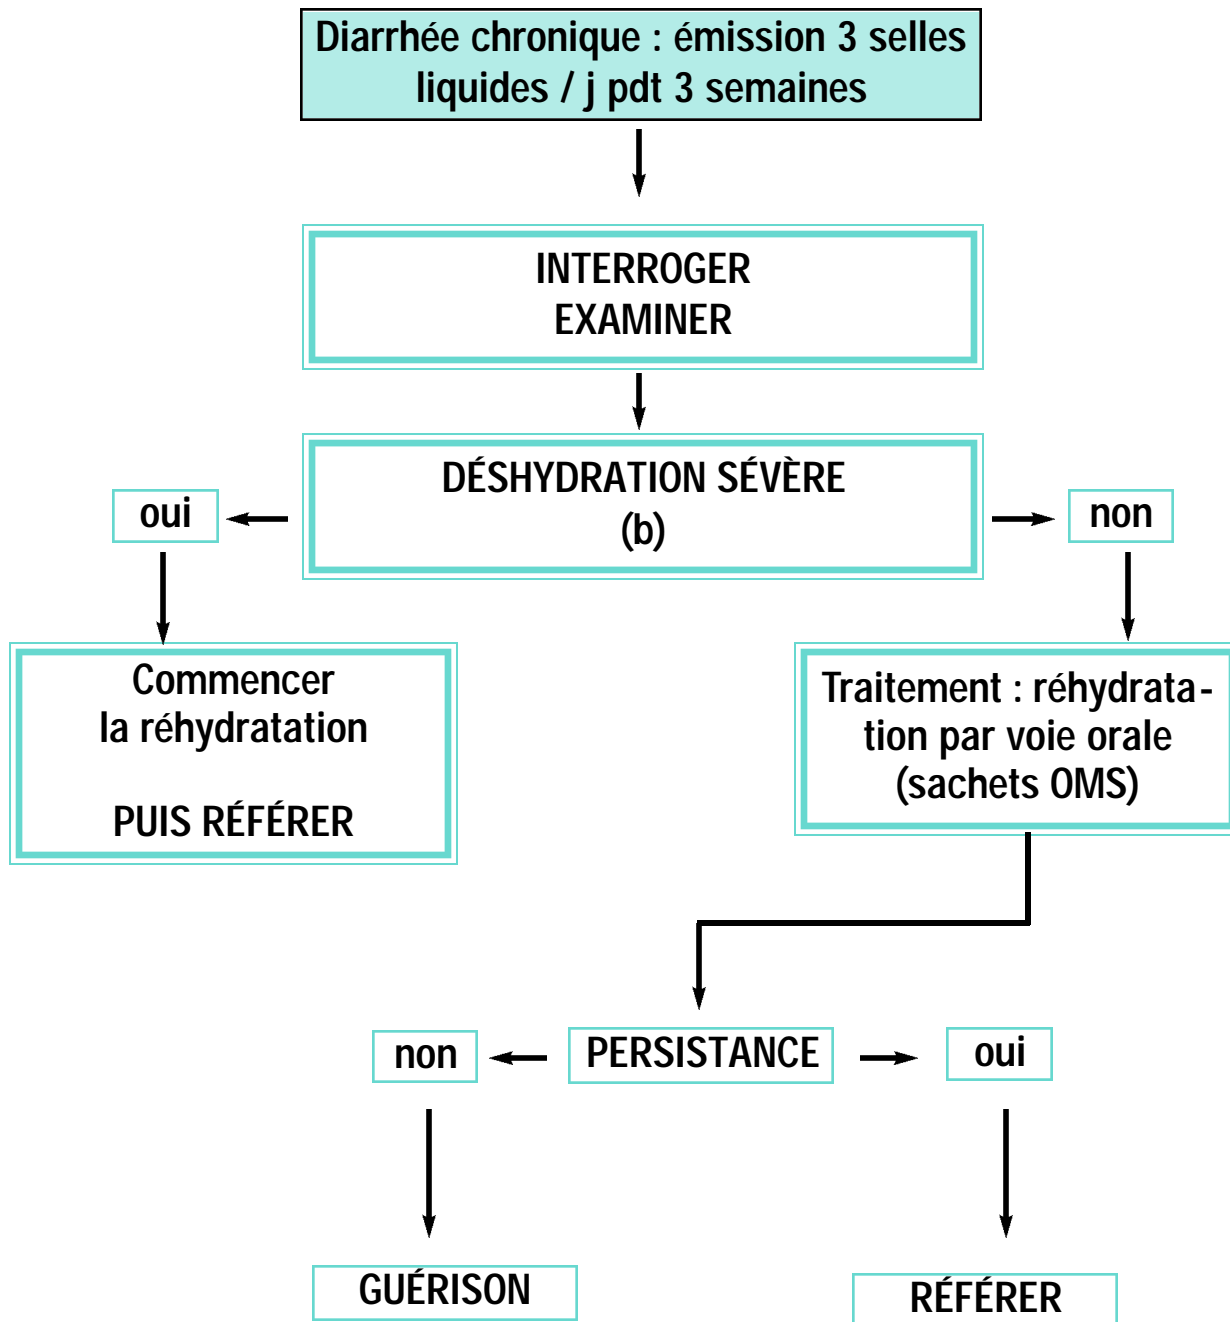 Diarrhée chronique : émission 3 selles
liquides / j pdt 3 semaines
INTERROGER
EXAMINER
DÉSHYDRATION SÉVÈRE
(b)
oui
non
Commencer
la réhydratation
PUIS RÉFÉRER
Traitement : réhydrata-
tion par voie orale
(sachets OMS)
non
PERSISTANCE
oui
GUÉRISON
RÉFÉRER